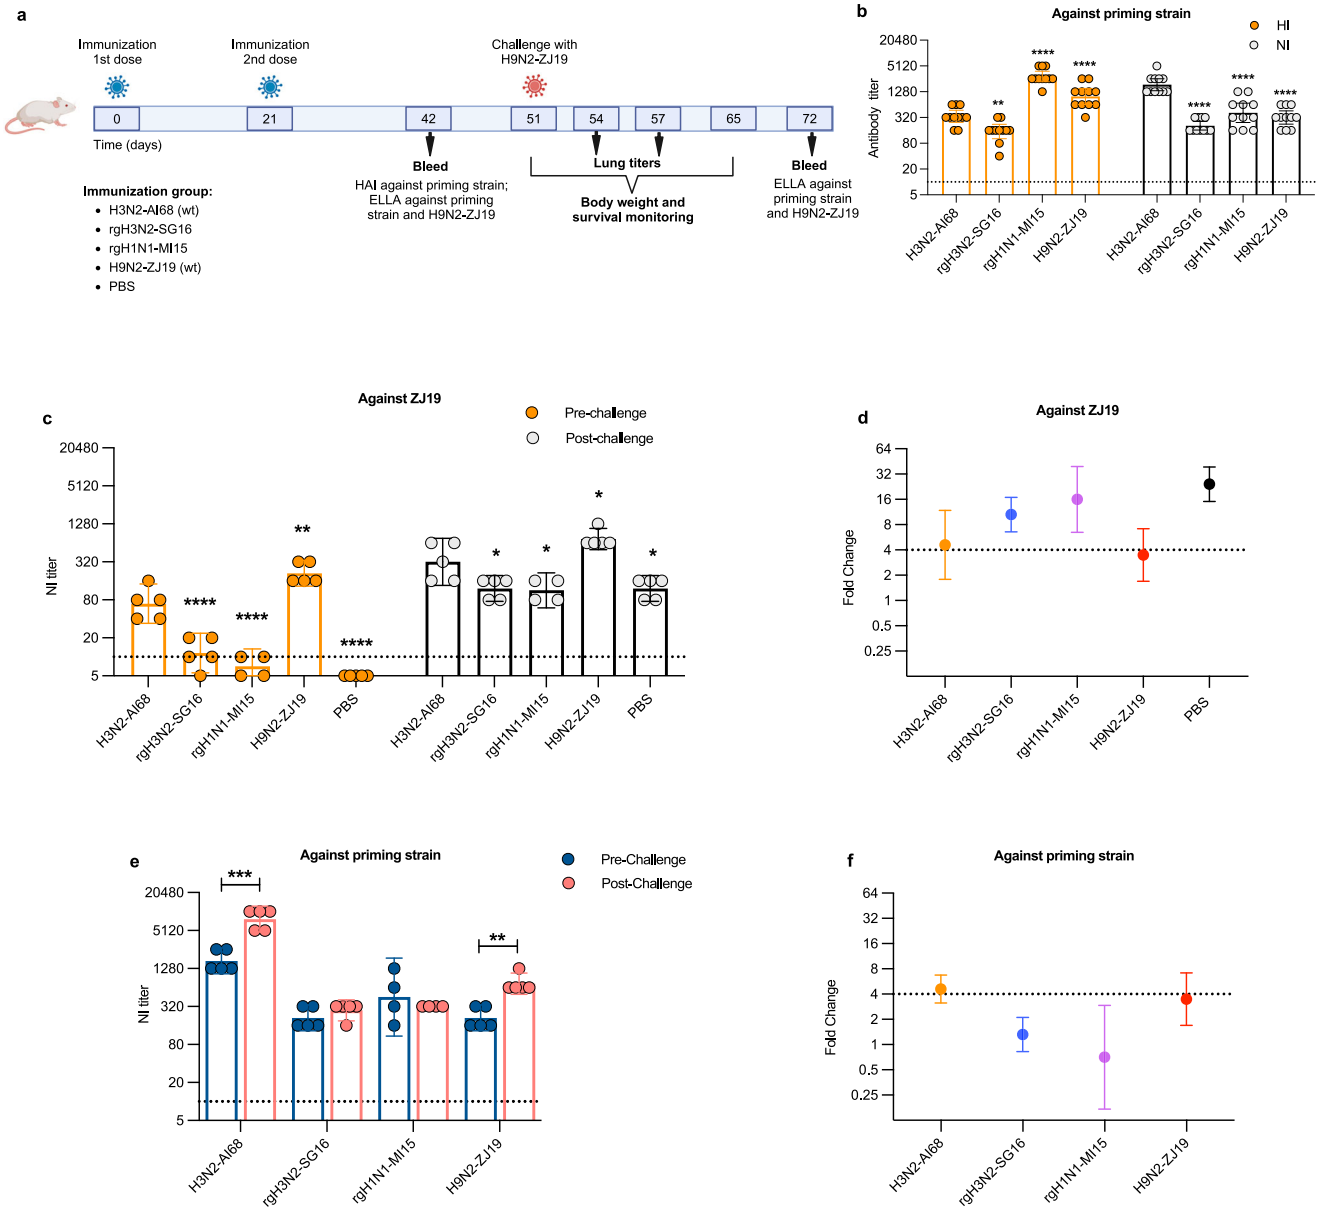 a
Immunization
1st dose
Immunization
2nd dose
Challenge with
H9N2-ZJ19
0 21 42 51 54 57 65 72
Time (days)
Bleed
HAI against priming strain;
ELLA against priming
strain and H9N2-ZJ19
Lung titers
Body weight and
survival monitoring
Bleed
ELLA against
priming strain
and H9N2-ZJ19
Immunization group:
• H3N2-AI68 (wt)
• rgH3N2-SG16
• rgH1N1-MI15
• H9N2-ZJ19 (wt)
• PBS
b
Against priming strain
HI
NI
Antibody titer
20480
5120
1280
320
80
20
5
** **** **** **** **** ****
H3N2-AI68 rgH3N2-SG16 rgH1N1-MI15 H9N2-ZJ19 H3N2-AI68 rgH3N2-SG16 rgH1N1-MI15 H9N2-ZJ19
c
Against ZJ19
Pre-challenge
Post-challenge
NI titer
20480
5120
1280
320
80
20
5
**** **** ** **** * * * *
H3N2-AI68 rgH3N2-SG16 rgH1N1-MI15 H9N2-ZJ19 PBS H3N2-AI68 rgH3N2-SG16 rgH1N1-MI15 H9N2-ZJ19 PBS
d
Against ZJ19
Fold Change
64
32
16
8
4
2
1
0.5
0.25
H3N2-AI68 rgH3N2-SG16 rgH1N1-MI15 H9N2-ZJ19 PBS
e
Against priming strain
Pre-Challenge
Post-Challenge
NI titer
20480
5120
1280
320
80
20
5
*** **
H3N2-AI68 rgH3N2-SG16 rgH1N1-MI15 H9N2-ZJ19
f
Against priming strain
Fold Change
64
32
16
8
4
2
1
0.5
0.25
H3N2-AI68 rgH3N2-SG16 rgH1N1-MI15 H9N2-ZJ19